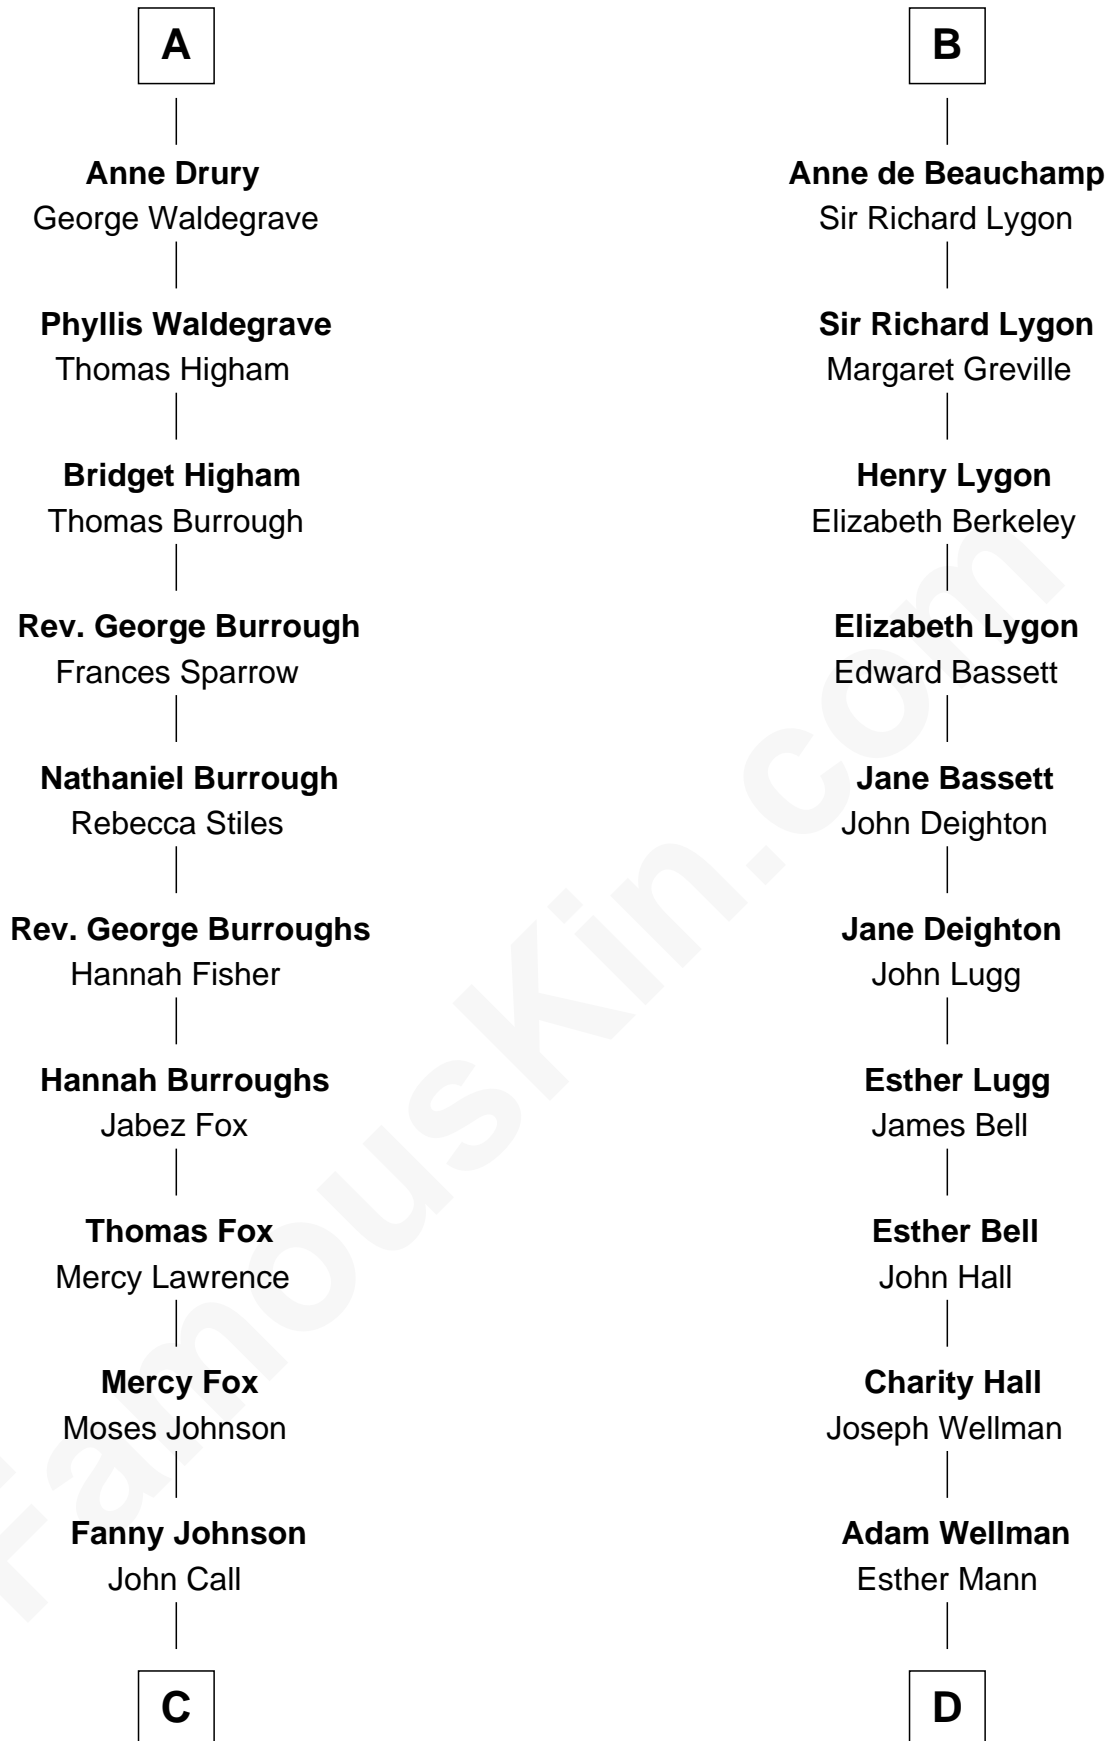 A
Anne Drury
George Waldegrave
Phyllis Waldegrave
Thomas Higham
Bridget Higham
Thomas Burrough
Rev. George Burrough
Frances Sparrow
Nathaniel Burrough
Rebecca Stiles
Rev. George Burroughs
Hannah Fisher
Hannah Burroughs
Jabez Fox
Thomas Fox
Mercy Lawrence
Mercy Fox
Moses Johnson
Fanny Johnson
John Call
C
B
Anne de Beauchamp
Sir Richard Lygon
Sir Richard Lygon
Margaret Greville
Henry Lygon
Elizabeth Berkeley
Elizabeth Lygon
Edward Bassett
Jane Bassett
John Deighton
Jane Deighton
John Lugg
Esther Lugg
James Bell
Esther Bell
John Hall
Charity Hall
Joseph Wellman
Adam Wellman
Esther Mann
D
FamousKin.com